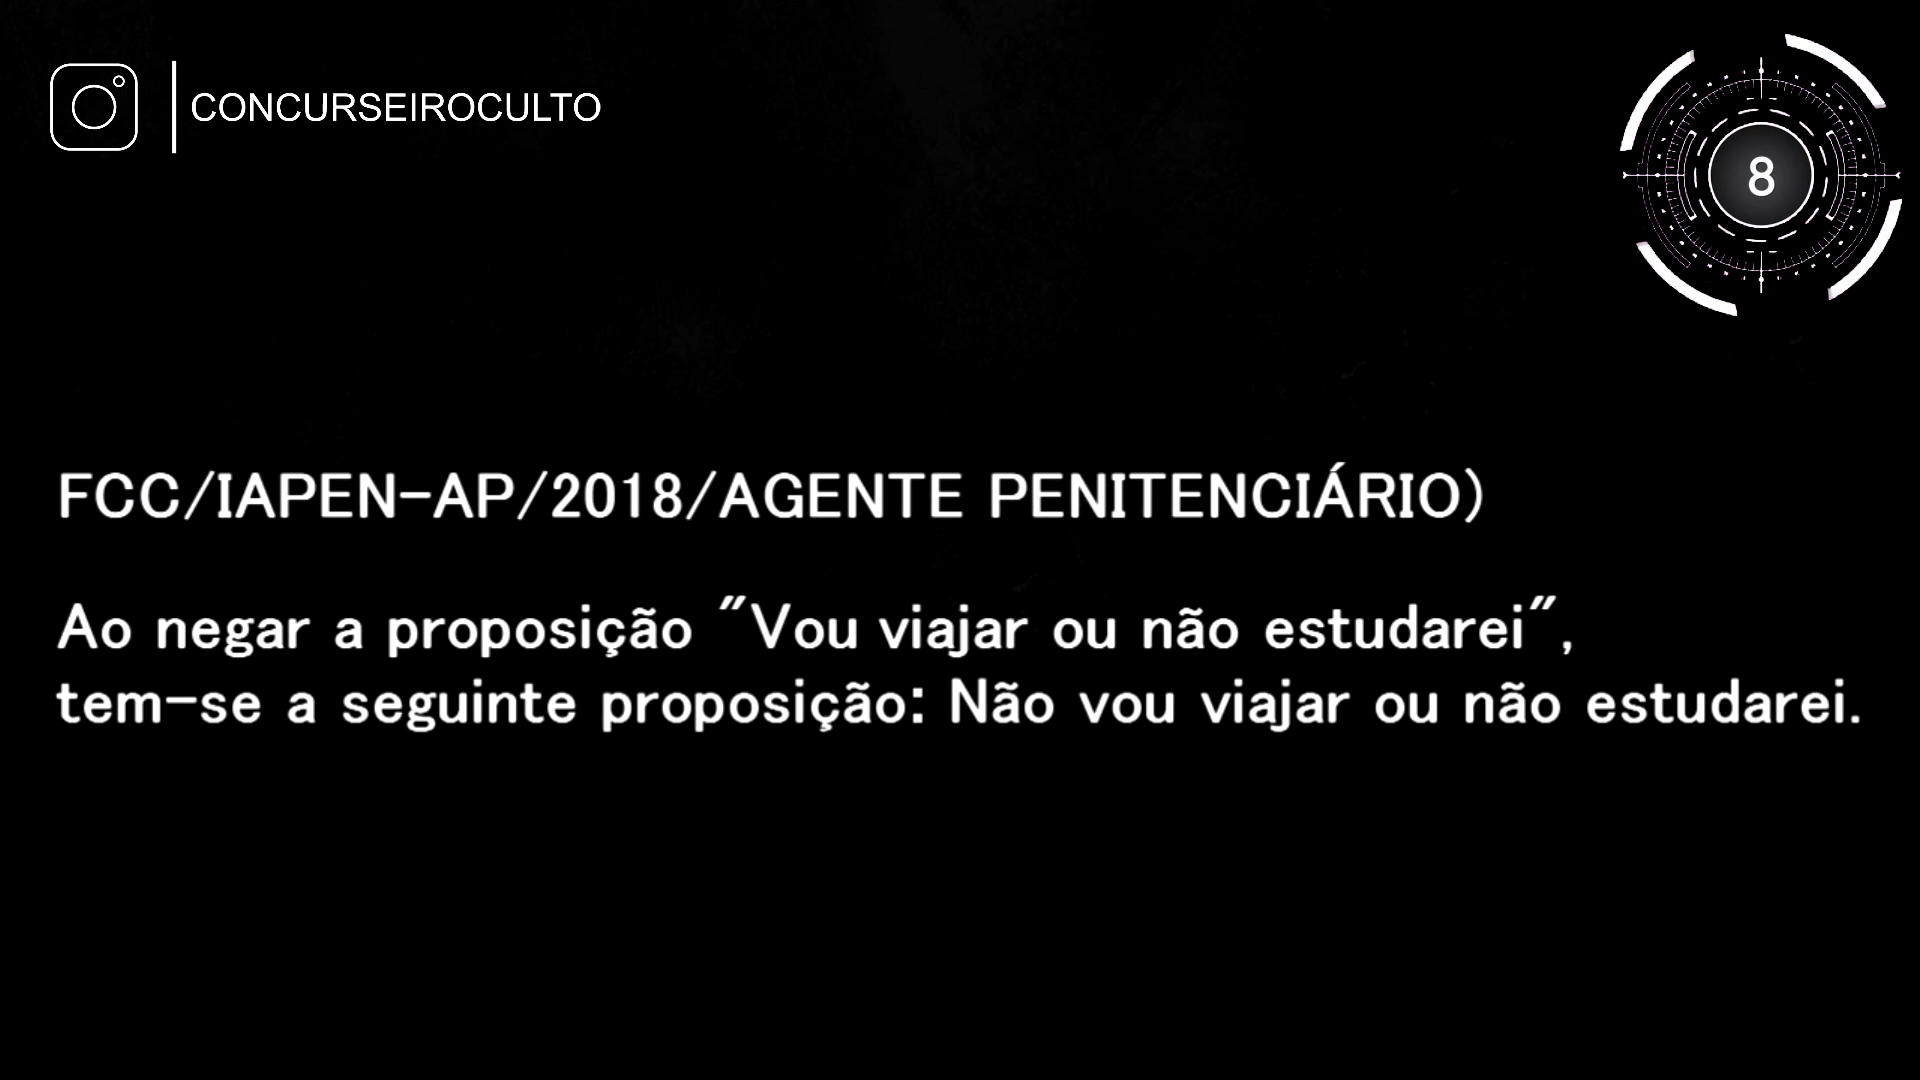 CONCURSEIROCULTO
8
FCC/IAPEN-AP/2018/AGENTE PENITENCIÁRIO)
Ao negar a proposição "Vou viajar ou não estudarei",
tem-se a seguinte proposição: Não vou viajar ou não estudarei.